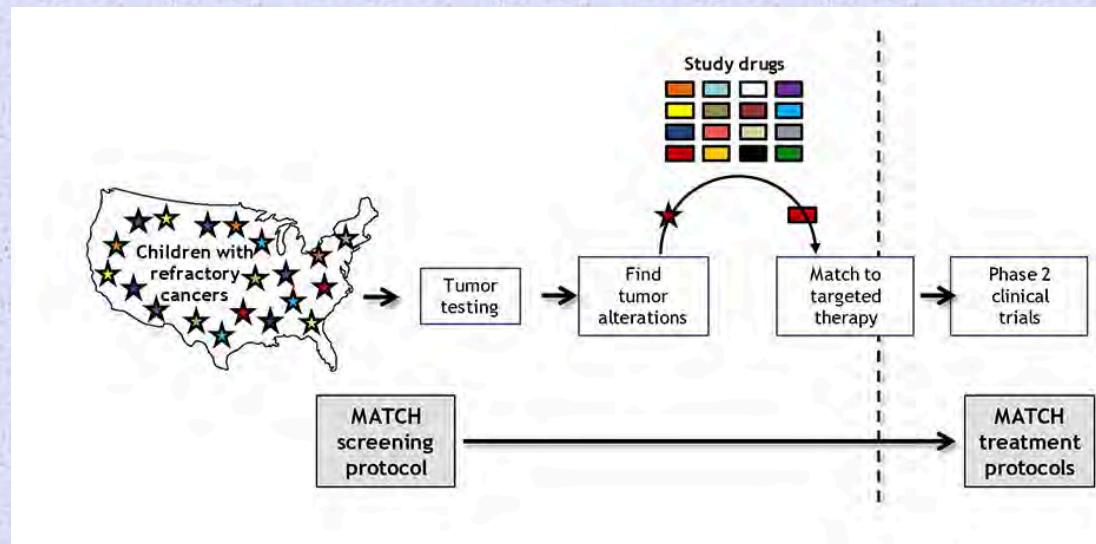 Study drugs
Children with
refractory
cancers
Tumor
testing
Find
tumor
alterations
Match to
targeted
therapy
Phase 2
clinical
trials
MATCH
screening
protocol
MATCH
treatment
protocols